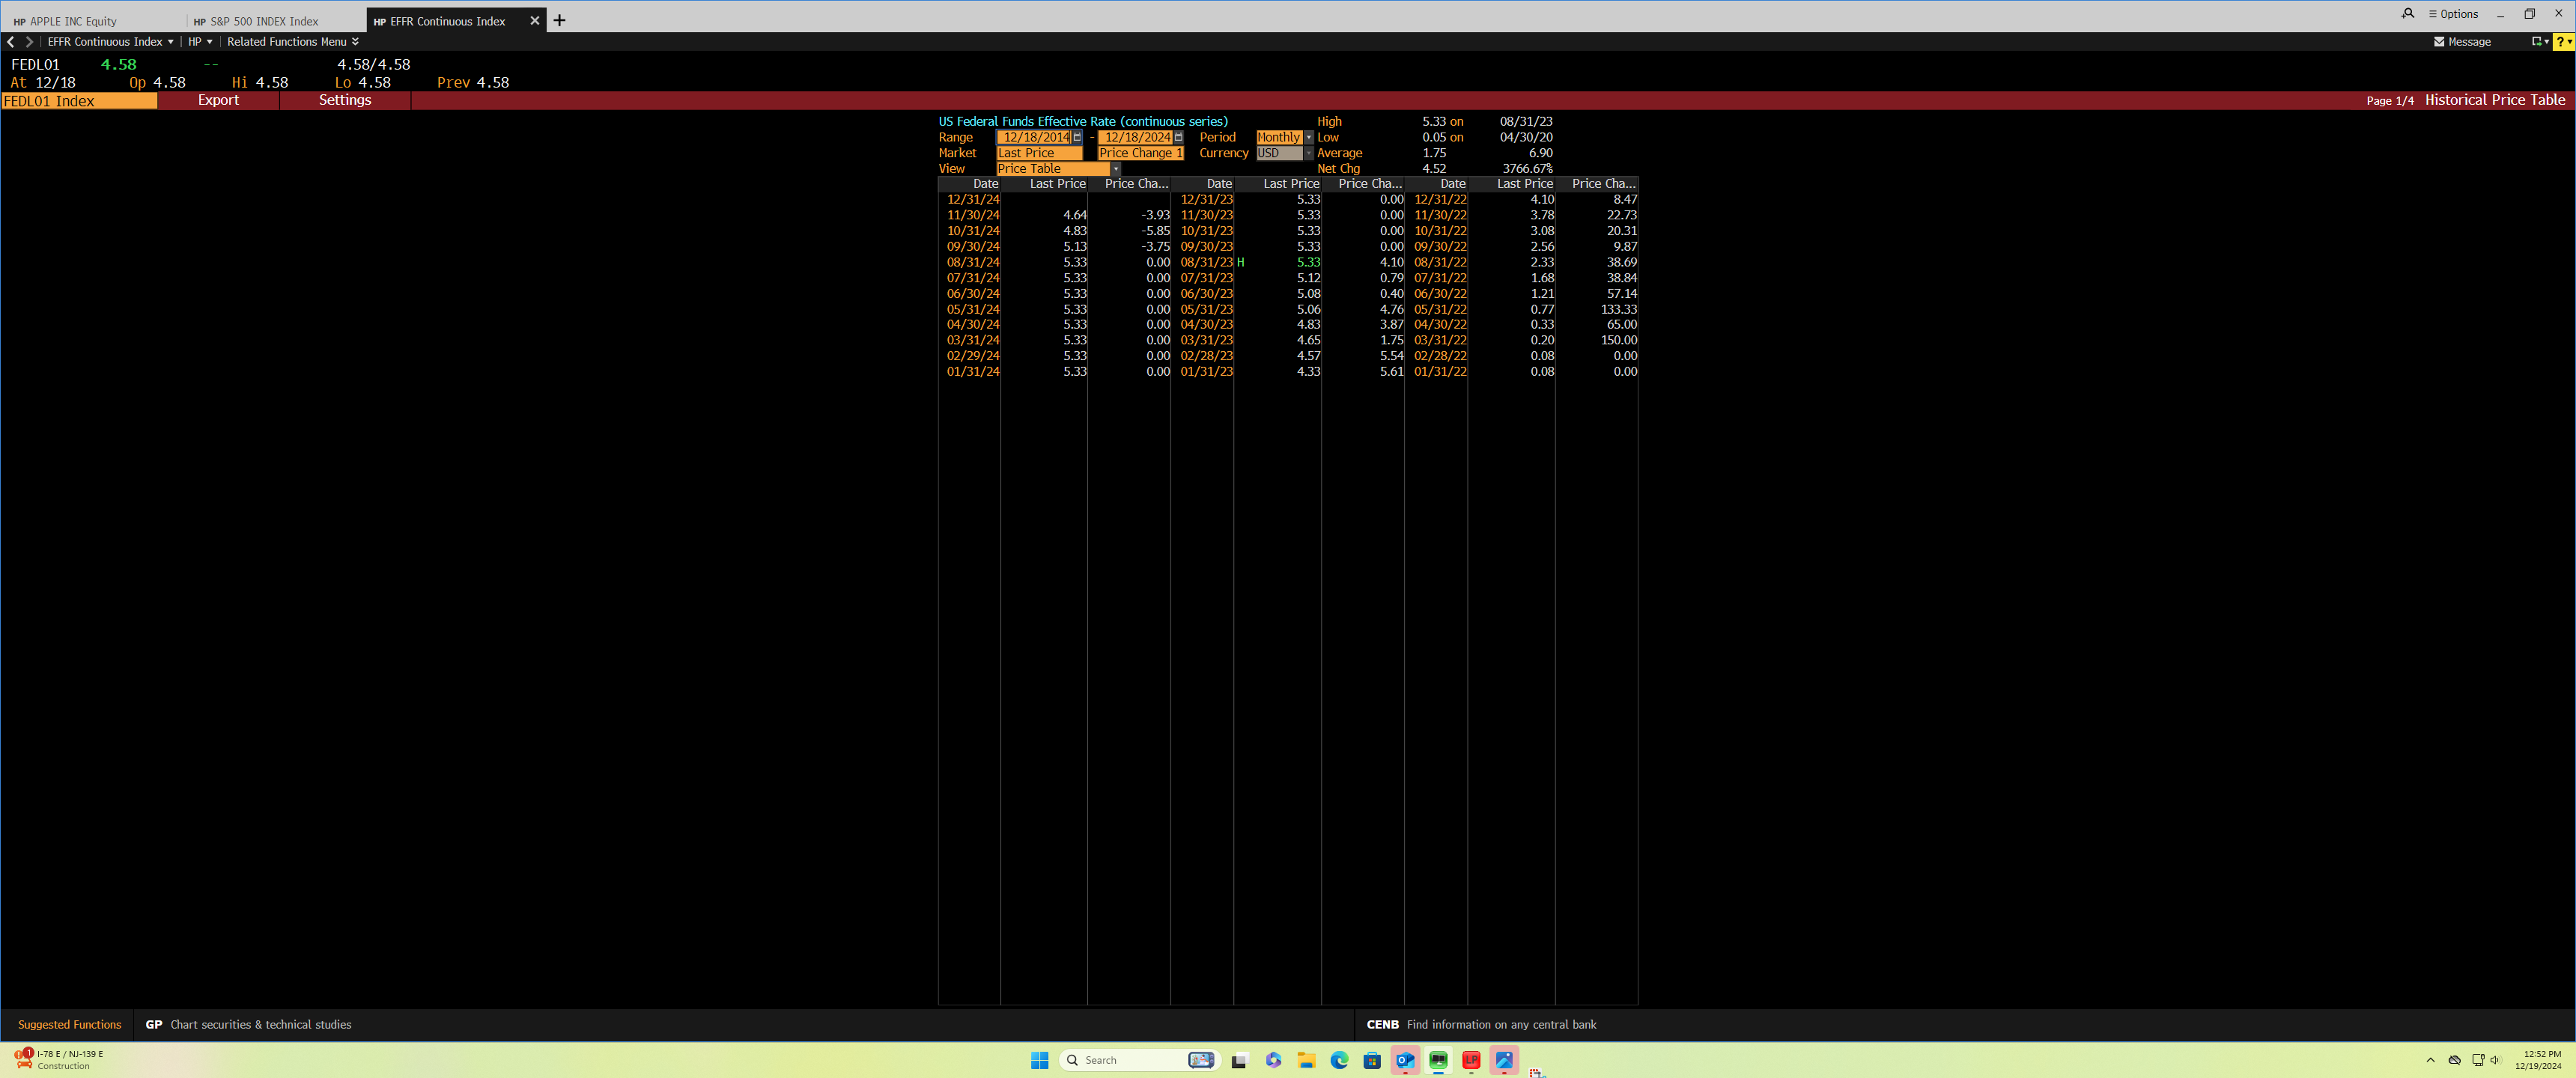 HP APPLE INC Equity HP S&P 500 INDEX Index HP EFFR Continuous Index Options
EFFR Continuous Index HP Related Functions Menu Message ?
FEDL01 4.58 -- 4.58/4.58
At 12/18 Op 4.58 Hi 4.58 Lo 4.58 Prev 4.58
FEDL01 Index Export Settings Page 1/4 Historical Price Table
US Federal Funds Effective Rate (continuous series) High 5.33 on 08/31/23
Range 12/18/2014 - 12/18/2024 Period Monthly Low 0.05 on 04/30/20
Market Last Price Price Change 1 Currency USD Average 1.75 6.90
View Price Table Net Chg 4.52 3766.67%
Date Last Price Price Cha... Date Last Price Price Cha... Date Last Price Price Cha...
12/31/24 12/31/23 5.33 0.00 12/31/22 4.10 8.47
11/30/24 4.64 -3.93 11/30/23 5.33 0.00 11/30/22 3.78 22.73
10/31/24 4.83 -5.85 10/31/23 5.33 0.00 10/31/22 3.08 20.31
09/30/24 5.13 -3.75 09/30/23 5.33 0.00 09/30/22 2.56 9.87
08/31/24 5.33 0.00 08/31/23 H 5.33 4.10 08/31/22 2.33 38.69
07/31/24 5.33 0.00 07/31/23 5.12 0.79 07/31/22 1.68 38.84
06/30/24 5.33 0.00 06/30/23 5.08 0.40 06/30/22 1.21 57.14
05/31/24 5.33 0.00 05/31/23 5.06 4.76 05/31/22 0.77 133.33
04/30/24 5.33 0.00 04/30/23 4.83 3.87 04/30/22 0.33 65.00
03/31/24 5.33 0.00 03/31/23 4.65 1.75 03/31/22 0.20 150.00
02/29/24 5.33 0.00 02/28/23 4.57 5.54 02/28/22 0.08 0.00
01/31/24 5.33 0.00 01/31/23 4.33 5.61 01/31/22 0.08 0.00
Suggested Functions GP Chart securities & technical studies CENB Find information on any central bank
1 I-78 E / NJ-139 E
Construction
Search
LP
12:52 PM
12/19/2024